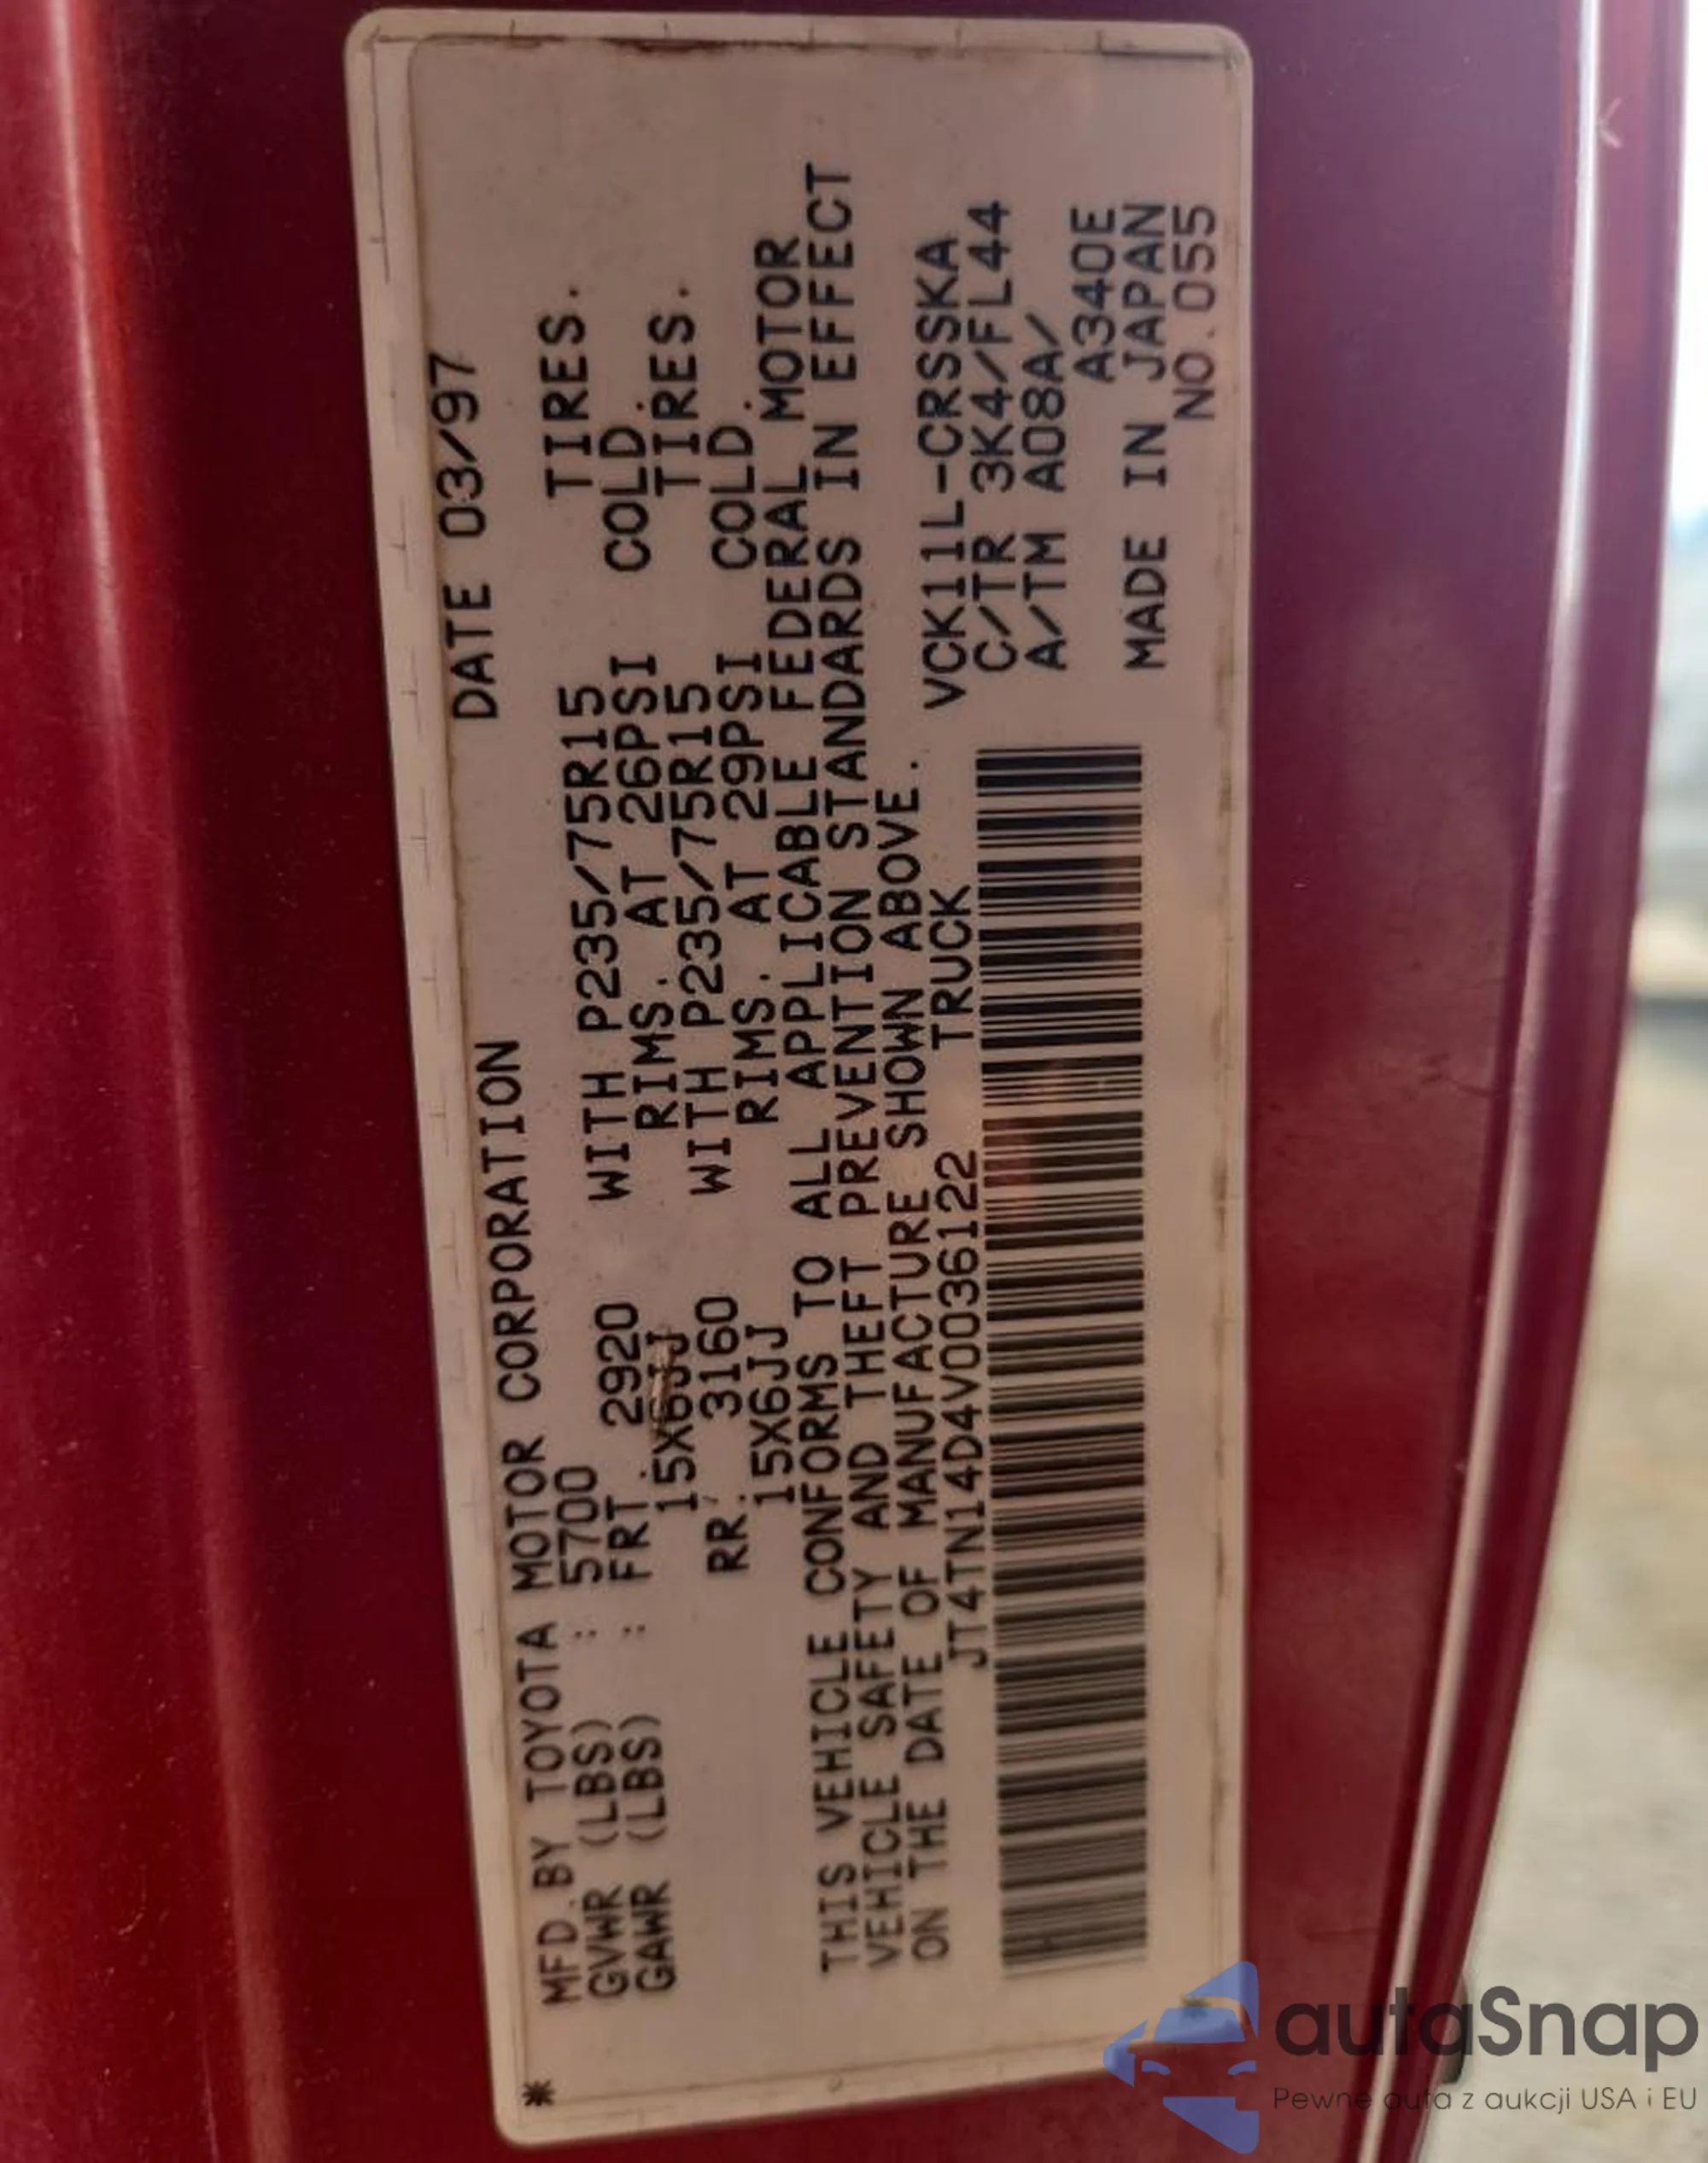 MFD.BY TOYOTA MOTOR CORPORATION DATE 03/97
GVWR (LBS) : 5700
GAWR (LBS) : FRT. 2920 WITH P235/75R15 TIRES.
15X6JJ RIMS. AT 26PSI COLD.
RR. 3160 WITH P235/75R15 TIRES.
15X6JJ RIMS. AT 29PSI COLD.
THIS VEHICLE CONFORMS TO ALL APPLICABLE FEDERAL MOTOR
VEHICLE SAFETY AND THEFT PREVENTION STANDARDS IN EFFECT
ON THE DATE OF MANUFACTURE SHOWN ABOVE.
JT4TN14D4V0036122 TRUCK VCK11L-CRSSKA
C/TR 3K4/FL44
A/TM A08A/
A340E
MADE IN JAPAN
NO.055
*
autaSnap
Pewne auta z aukcji USA i EU